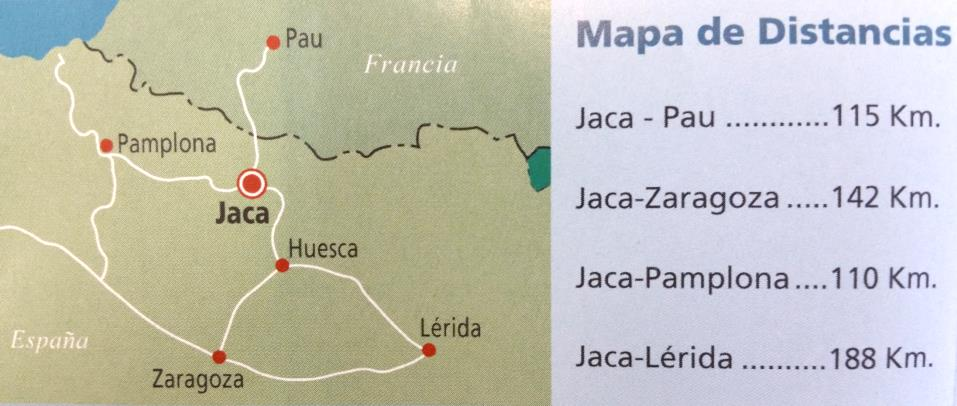 Pau
Francia
Pamplona
Jaca
Huesca
España
Lérida
Zaragoza
Mapa de Distancias
Jaca - Pau ............115 Km.
Jaca-Zaragoza .....142 Km.
Jaca-Pamplona....110 Km.
Jaca-Lérida ..........188 Km.